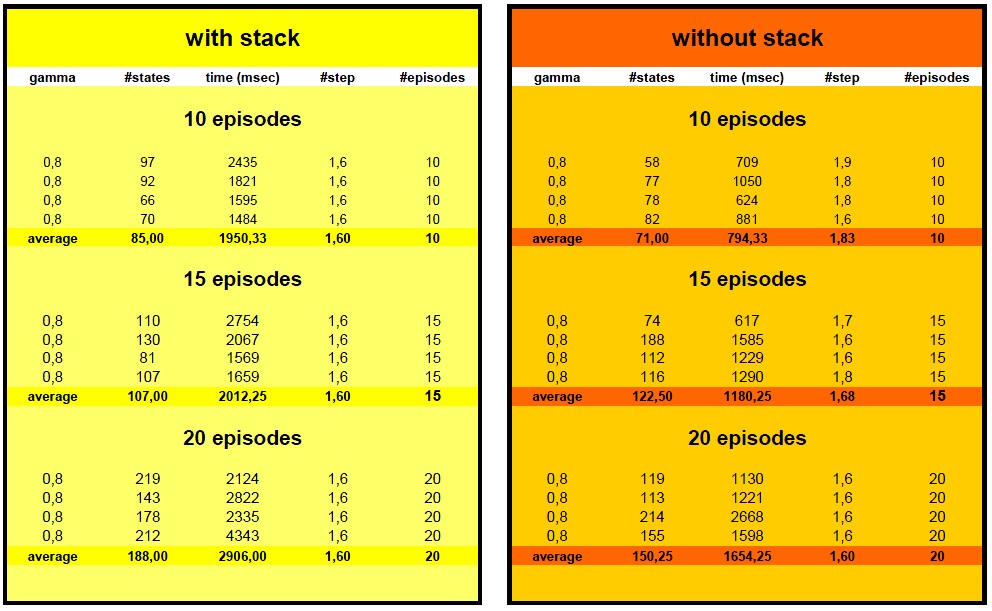 with stack
gamma #states time (msec) #step #episodes
10 episodes
0,8 97 2435 1,6 10
0,8 92 1821 1,6 10
0,8 66 1595 1,6 10
0,8 70 1484 1,6 10
average 85,00 1950,33 1,60 10
15 episodes
0,8 110 2754 1,6 15
0,8 130 2067 1,6 15
0,8 81 1569 1,6 15
0,8 107 1659 1,6 15
average 107,00 2012,25 1,60 15
20 episodes
0,8 219 2124 1,6 20
0,8 143 2822 1,6 20
0,8 178 2335 1,6 20
0,8 212 4343 1,6 20
average 188,00 2906,00 1,60 20
without stack
gamma #states time (msec) #step #episodes
10 episodes
0,8 58 709 1,9 10
0,8 77 1050 1,8 10
0,8 78 624 1,8 10
0,8 82 881 1,6 10
average 71,00 794,33 1,83 10
15 episodes
0,8 74 617 1,7 15
0,8 188 1585 1,6 15
0,8 112 1229 1,6 15
0,8 116 1290 1,8 15
average 122,50 1180,25 1,68 15
20 episodes
0,8 119 1130 1,6 20
0,8 113 1221 1,6 20
0,8 214 2668 1,6 20
0,8 155 1598 1,6 20
average 150,25 1654,25 1,60 20